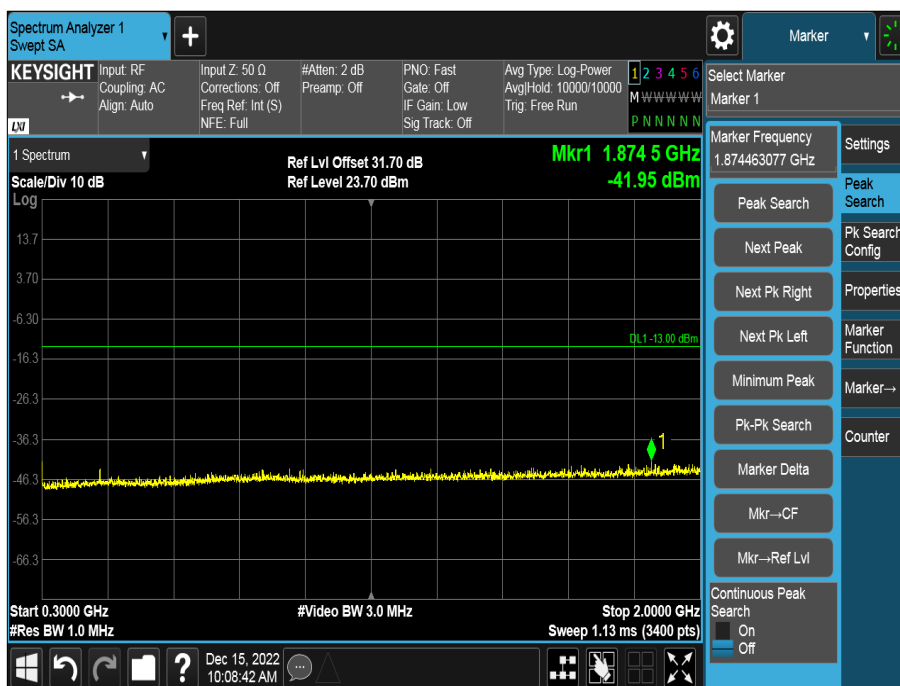 Spectrum Analyzer 1
Swept SA
Marker
KEYSIGHT
LXI
Input: RF
Coupling: AC
Align: Auto
Input Z: 50 Ω
Corrections: Off
Freq Ref: Int (S)
NFE: Full
#Atten: 2 dB
Preamp: Off
PNO: Fast
Gate: Off
IF Gain: Low
Sig Track: Off
Avg Type: Log-Power
Avg|Hold: 10000/10000
Trig: Free Run
1 2 3 4 5 6
M W W W W W
P N N N N N
Select Marker
Marker 1
1 Spectrum
Scale/Div 10 dB
Log
Ref Lvl Offset 31.70 dB
Ref Level 23.70 dBm
Mkr1 1.874 5 GHz
-41.95 dBm
13.7
3.70
-6.30
-16.3
-26.3
-36.3
-46.3
-56.3
-66.3
DL1 -13.00 dBm
1
Start 0.3000 GHz
#Res BW 1.0 MHz
#Video BW 3.0 MHz
Stop 2.0000 GHz
Sweep 1.13 ms (3400 pts)
Marker Frequency
1.874463077 GHz
Peak Search
Next Peak
Next Pk Right
Next Pk Left
Minimum Peak
Pk-Pk Search
Marker Delta
Mkr→CF
Mkr→Ref Lvl
Continuous Peak
Search
On
Off
Settings
Peak
Search
Pk Search
Config
Properties
Marker
Function
Marker→
Counter
?
Dec 15, 2022
10:08:42 AM